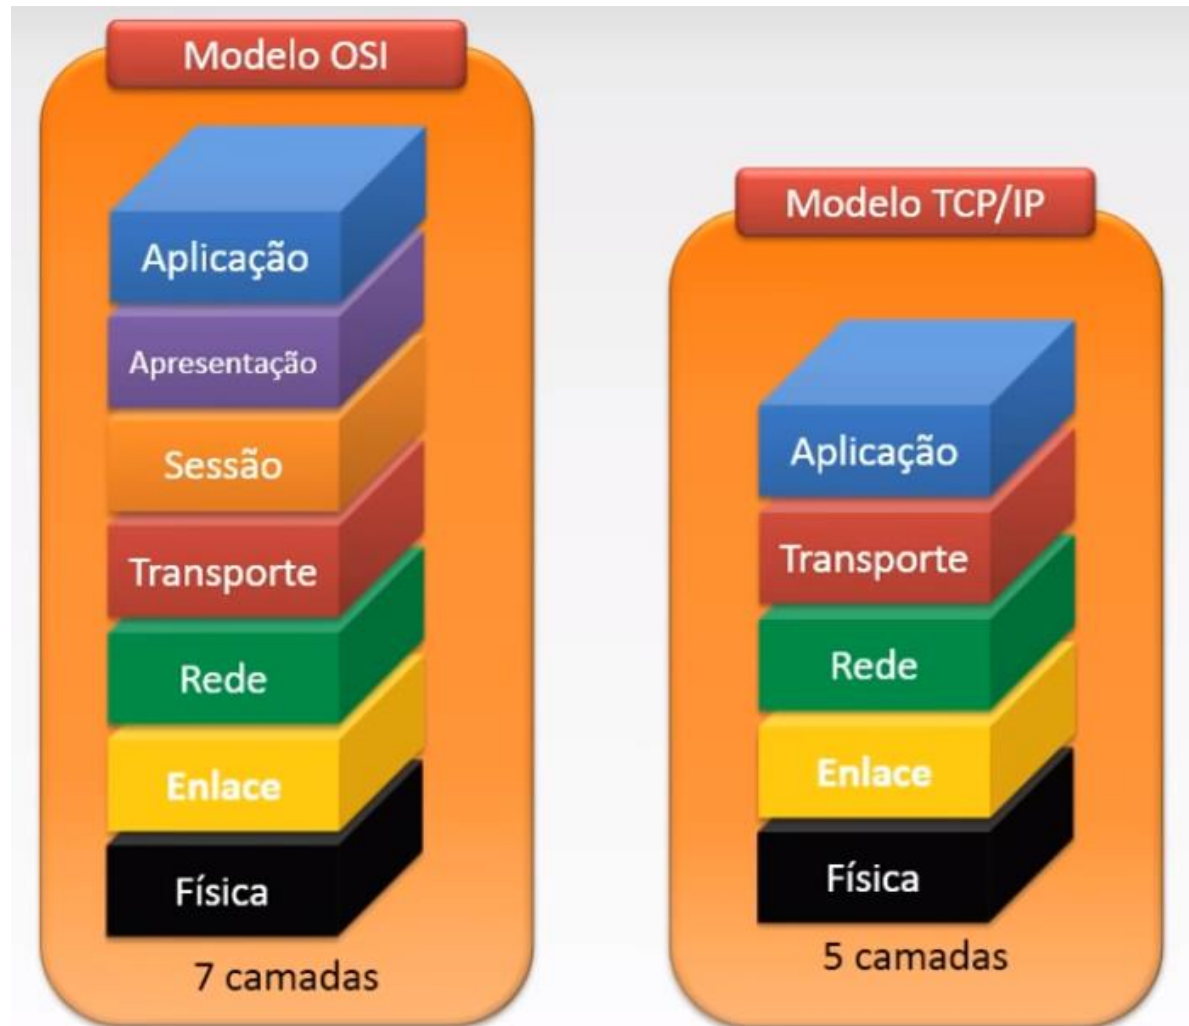 Modelo OSI
Aplicação
Apresentação
Sessão
Transporte
Rede
Enlace
Física
7 camadas
Modelo TCP/IP
Aplicação
Transporte
Rede
Enlace
Física
5 camadas